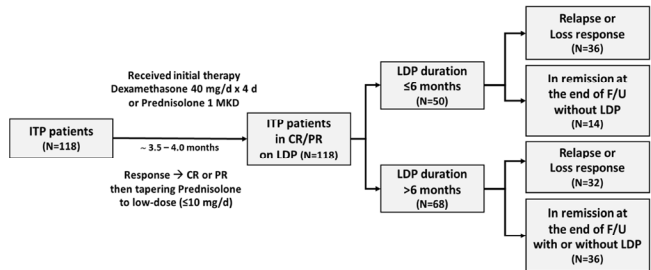 ITP patients
(N=118)
Received initial therapy
Dexamethasone 40 mg/d x 4 d
or Prednisolone 1 MKD
~ 3.5 – 4.0 months
Response → CR or PR
then tapering Prednisolone
to low-dose (≤10 mg/d)
ITP patients
in CR/PR
on LDP (N=118)
LDP duration
≤6 months
(N=50)
Relapse or
Loss response
(N=36)
In remission at
the end of F/U
without LDP
(N=14)
LDP duration
>6 months
(N=68)
Relapse or
Loss response
(N=32)
In remission at
the end of F/U
with or without LDP
(N=36)